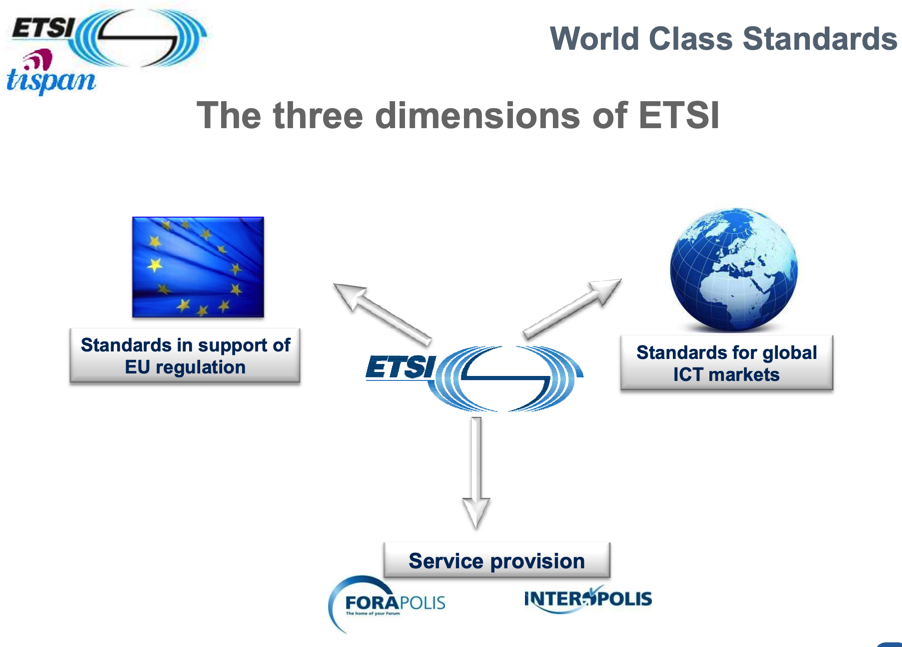 ETSI
World Class Standards
tispan
The three dimensions of ETSI
Standards in support of
EU regulation
ETSI
Standards for global
ICT markets
Service provision
FORAPOLIS
The home of your Forum
INTEROPOLIS